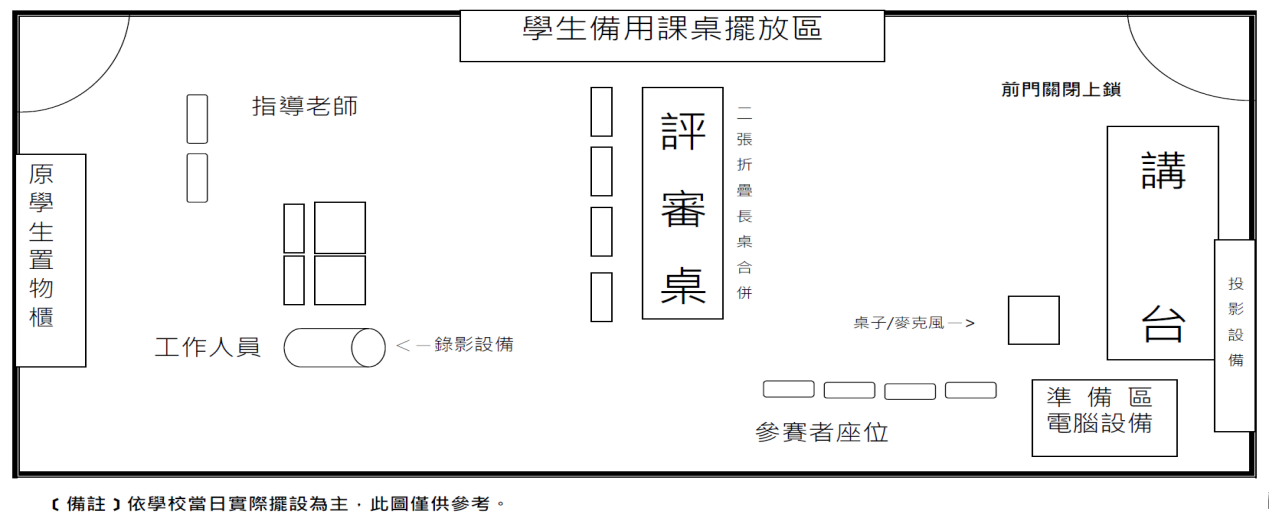 學生備用課桌擺放區
指導老師
前門關閉上鎖
評審桌
二張折疊長桌合併
講台
原學生置物櫃
投影設備
桌子/麥克風－>
工作人員
<－錄影設備
準備區
電腦設備
參賽者座位
〔備註〕依學校當日實際擺設為主，此圖僅供參考。